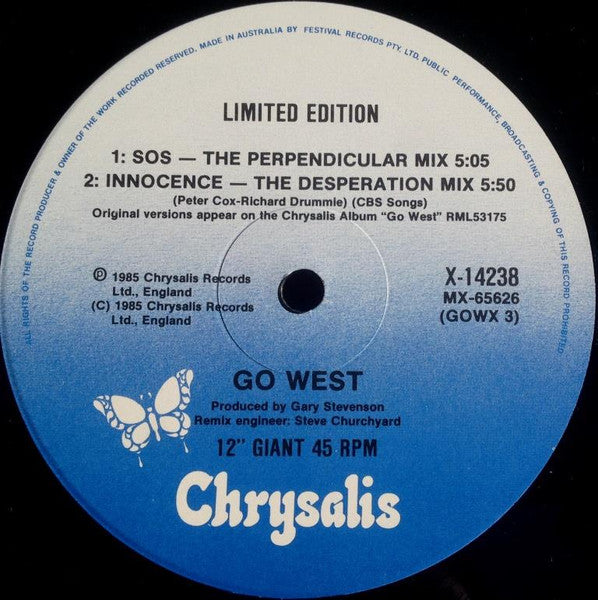 ALL RIGHTS OF THE RECORD PRODUCER & OWNER OF THE WORK RECORDED RESERVED. MADE IN AUSTRALIA BY FESTIVAL RECORDS PTY. LTD. PUBLIC PERFORMANCE, BROADCASTING & COPYING OF THIS RECORD PROHIBITED
LIMITED EDITION
1: SOS — THE PERPENDICULAR MIX 5:05
2: INNOCENCE — THE DESPERATION MIX 5:50
(Peter Cox-Richard Drummie) (CBS Songs)
Original versions appear on the Chrysalis Album "Go West" RML53175
Ⓟ 1985 Chrysalis Records
Ltd., England
(C) 1985 Chrysalis Records
Ltd., England
X-14238
MX-65626
(GOWX 3)
GO WEST
Produced by Gary Stevenson
Remix engineer: Steve Churchyard
12" GIANT 45 RPM
Chrysalis